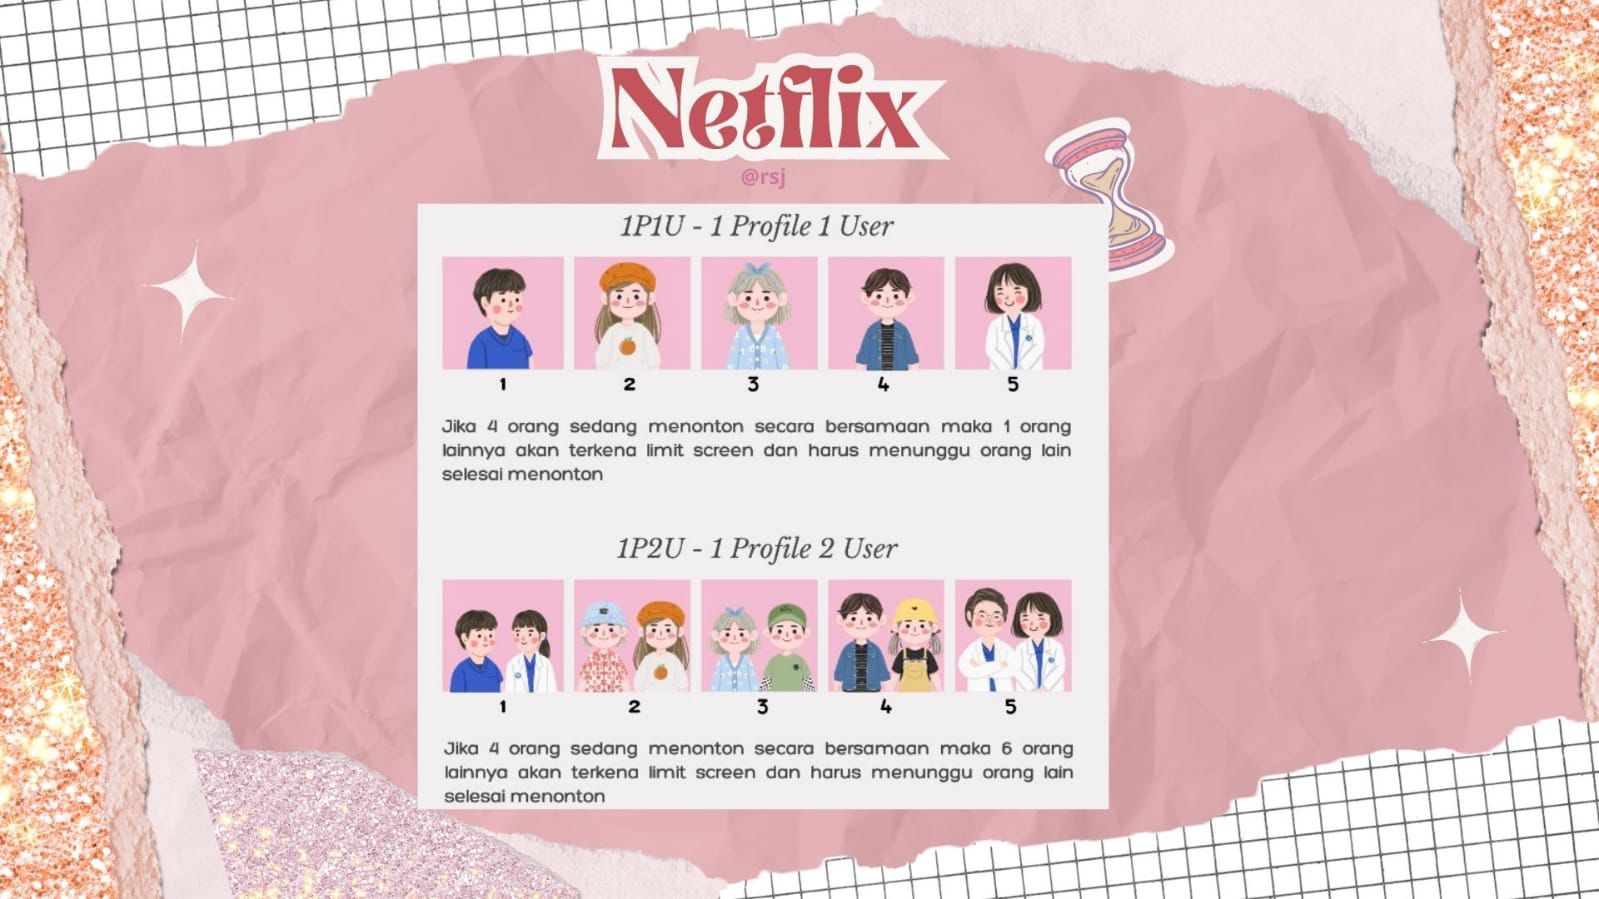 Netflix
@rsj
1P1U - 1 Profile 1 User
1 2 3 4 5
Jika 4 orang sedang menonton secara bersamaan maka 1 orang
lainnya akan terkena limit screen dan harus menunggu orang lain
selesai menonton
1P2U - 1 Profile 2 User
1 2 3 4 5
Jika 4 orang sedang menonton secara bersamaan maka 6 orang
lainnya akan terkena limit screen dan harus menunggu orang lain
selesai menonton